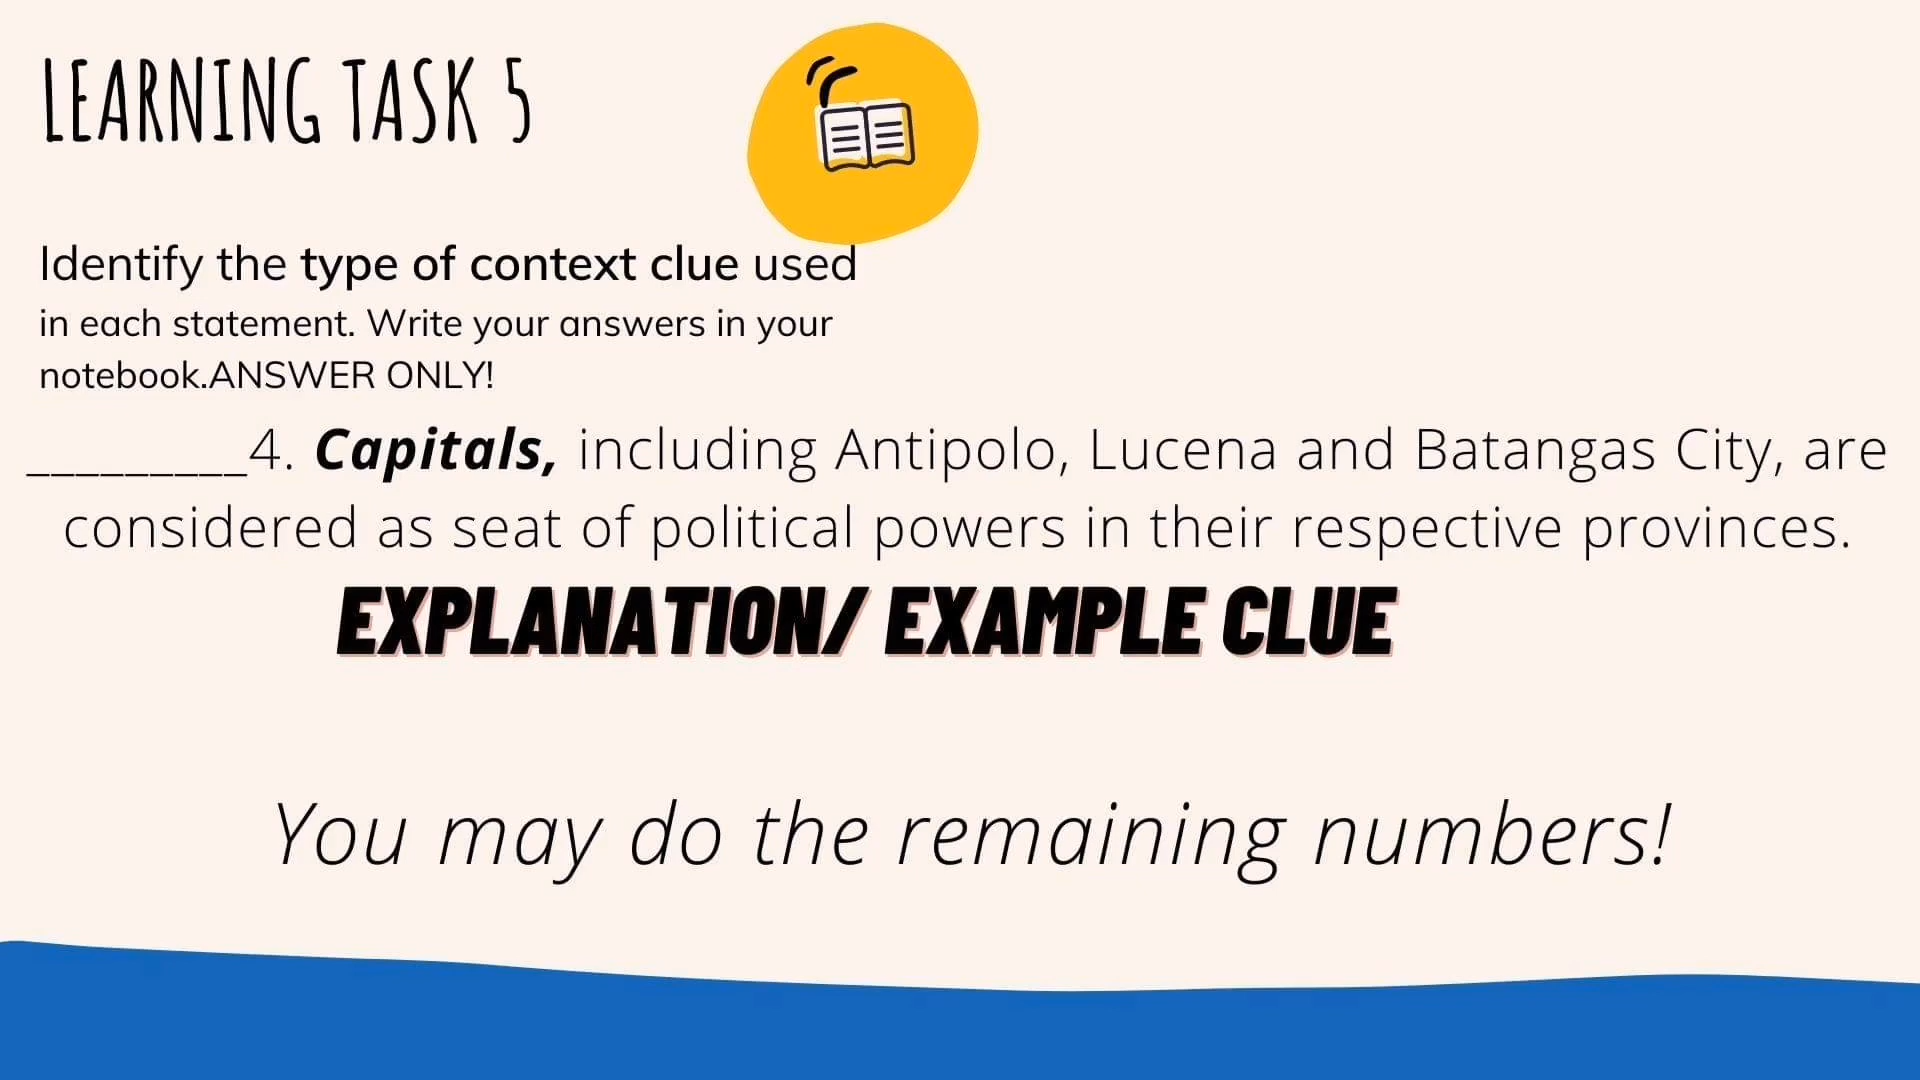 LEARNING TASK 5
Identify the type of context clue used
in each statement. Write your answers in your
notebook.ANSWER ONLY!
_________4. Capitals, including Antipolo, Lucena and Batangas City, are
considered as seat of political powers in their respective provinces.
EXPLANATION/ EXAMPLE CLUE
You may do the remaining numbers!